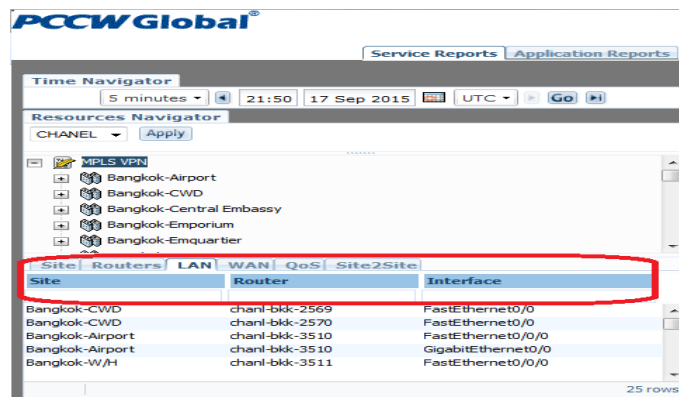 PCCW Global®
Service Reports Application Reports
Time Navigator
5 minutes 21:50 17 Sep 2015 UTC Go
Resources Navigator
CHANEL Apply
MPLS VPN
Bangkok-Airport
Bangkok-CWD
Bangkok-Central Embassy
Bangkok-Emporium
Bangkok-Emquartier
Site Routers LAN WAN QoS Site2Site
Site Router Interface
Bangkok-CWD chanl-bkk-2569 FastEthernet0/0
Bangkok-CWD chanl-bkk-2570 FastEthernet0/0
Bangkok-Airport chanl-bkk-3510 FastEthernet0/0/0
Bangkok-Airport chanl-bkk-3510 GigabitEthernet0/0
Bangkok-W/H chanl-bkk-3511 FastEthernet0/0/0
25 rows